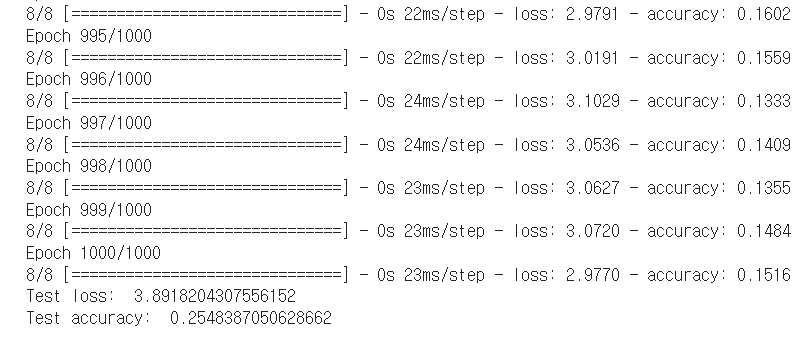 8/8 [==============================] - 0s 22ms/step - loss: 2.9791 - accuracy: 0.1602
Epoch 995/1000
8/8 [==============================] - 0s 22ms/step - loss: 3.0191 - accuracy: 0.1559
Epoch 996/1000
8/8 [==============================] - 0s 24ms/step - loss: 3.1029 - accuracy: 0.1333
Epoch 997/1000
8/8 [==============================] - 0s 24ms/step - loss: 3.0536 - accuracy: 0.1409
Epoch 998/1000
8/8 [==============================] - 0s 23ms/step - loss: 3.0627 - accuracy: 0.1355
Epoch 999/1000
8/8 [==============================] - 0s 23ms/step - loss: 3.0720 - accuracy: 0.1484
Epoch 1000/1000
8/8 [==============================] - 0s 23ms/step - loss: 2.9770 - accuracy: 0.1516
Test loss:  3.8918204307556152
Test accuracy:  0.2548387050628662